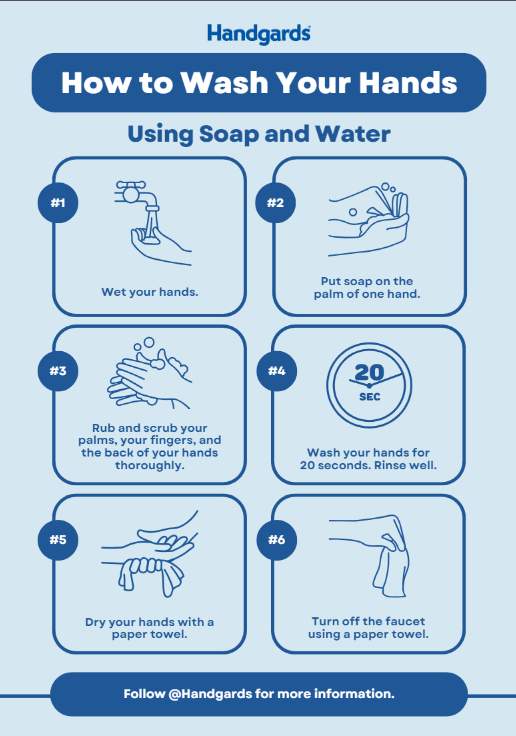 Handgards
How to Wash Your Hands
Using Soap and Water
#1
Wet your hands.
#2
Put soap on the
palm of one hand.
#3
Rub and scrub your
palms, your fingers, and
the back of your hands
thoroughly.
#4
20
SEC
Wash your hands for
20 seconds. Rinse well.
#5
Dry your hands with a
paper towel.
#6
Turn off the faucet
using a paper towel.
Follow @Handgards for more information.